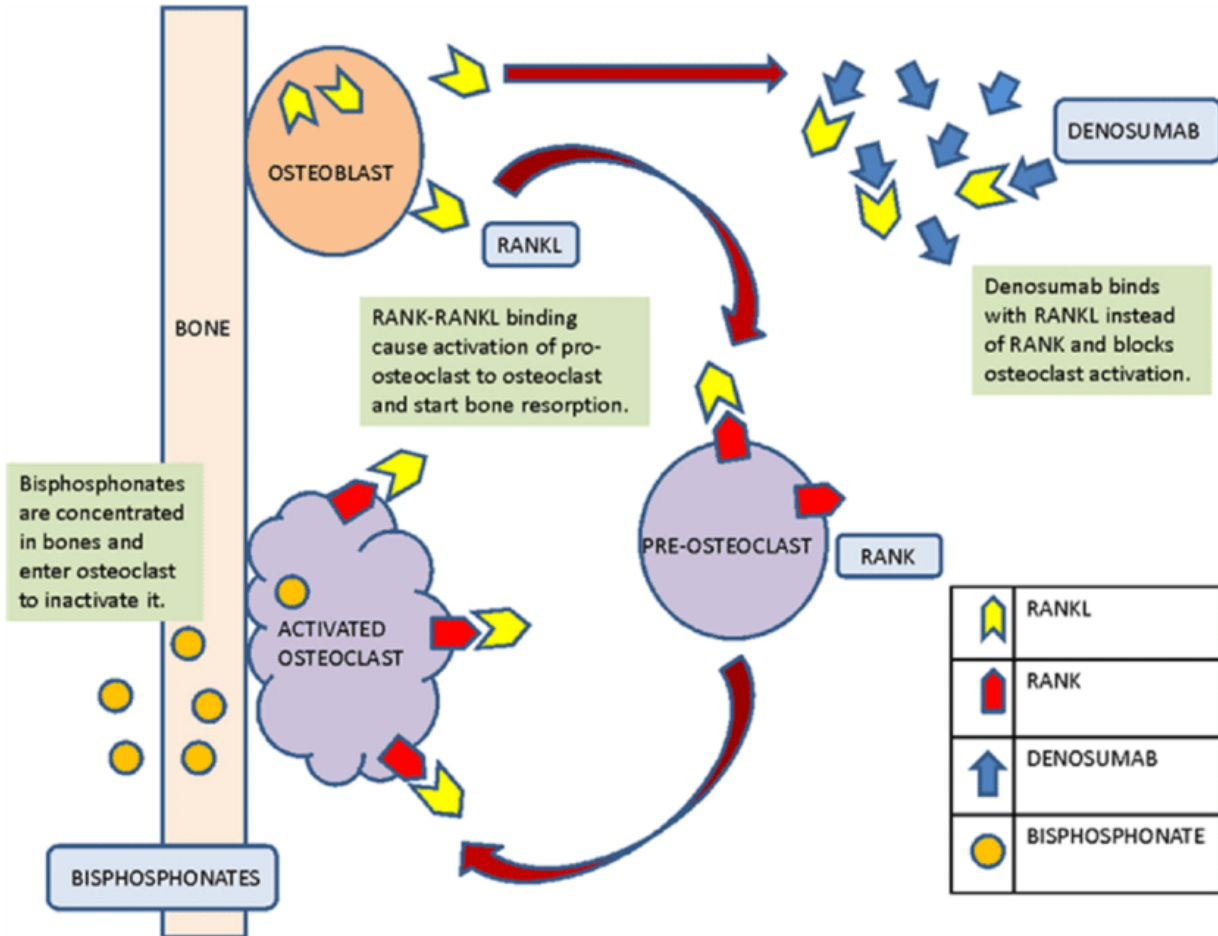 OSTEOBLAST
DENOSUMAB
RANKL
BONE
RANK-RANKL binding
cause activation of pro-
osteoclast to osteoclast
and start bone resorption.
Denosumab binds
with RANKL instead
of RANK and blocks
osteoclast activation.
Bisphosphonates
are concentrated
in bones and
enter osteoclast
to inactivate it.
PRE-OSTEOCLAST
RANK
ACTIVATED
OSTEOCLAST
BISPHOSPHONATES
RANKL
RANK
DENOSUMAB
BISPHOSPHONATE